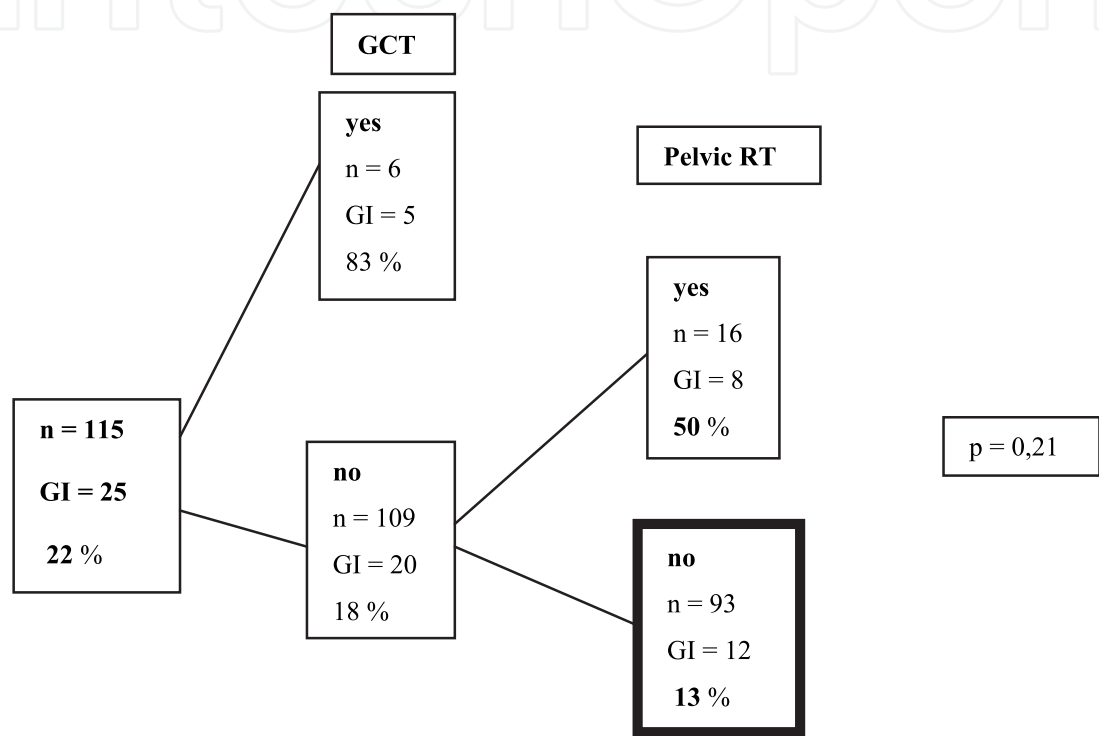 GCT
yes
n = 6
GI = 5
83 %
Pelvic RT
yes
n = 16
GI = 8
50 %
n = 115
GI = 25
22 %
no
n = 109
GI = 20
18 %
p = 0,21
no
n = 93
GI = 12
13 %